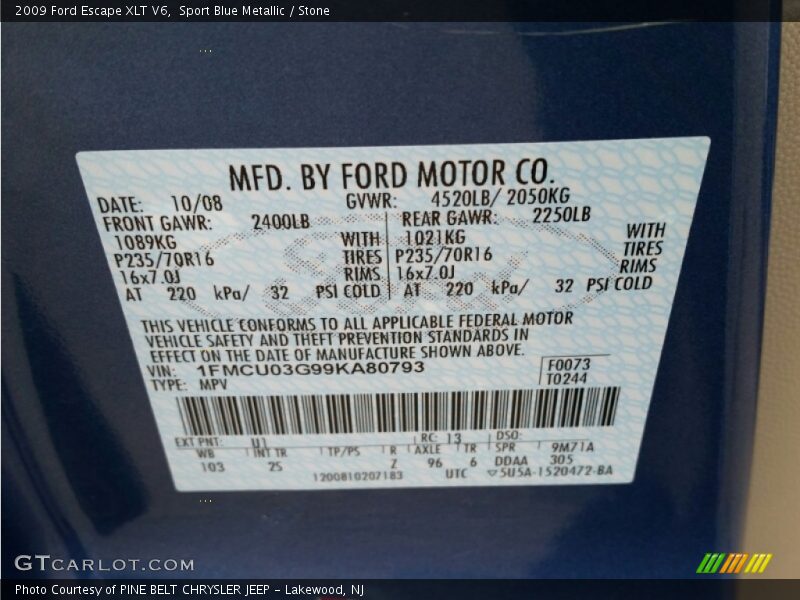 2009 Ford Escape XLT V6,  Sport Blue Metallic / Stone
MFD. BY FORD MOTOR CO.
DATE: 10/08 GVWR: 4520LB/ 2050KG
FRONT GAWR: 2400LB REAR GAWR: 2250LB
1089KG WITH 1021KG WITH
P235/70R16 TIRES P235/70R16 TIRES
16x7.0J RIMS 16x7.0J RIMS
AT 220 kPa/ 32 PSI COLD AT 220 kPa/ 32 PSI COLD
THIS VEHICLE CONFORMS TO ALL APPLICABLE FEDERAL MOTOR
VEHICLE SAFETY AND THEFT PREVENTION STANDARDS IN
EFFECT ON THE DATE OF MANUFACTURE SHOWN ABOVE.
VIN: 1FMCU03G99KA80793 F0073
TYPE: MPV T0244
EXT PNT: U1 RC: 13 DSO:
WB INT TR TP/PS R AXLE TR SPR 9M71A
103 2S Z 96 6 DDAA 305
1200810207183 UTC ▽5U5A-1520472-BA
GTCARLOT.COM
Photo Courtesy of PINE BELT CHRYSLER JEEP - Lakewood, NJ